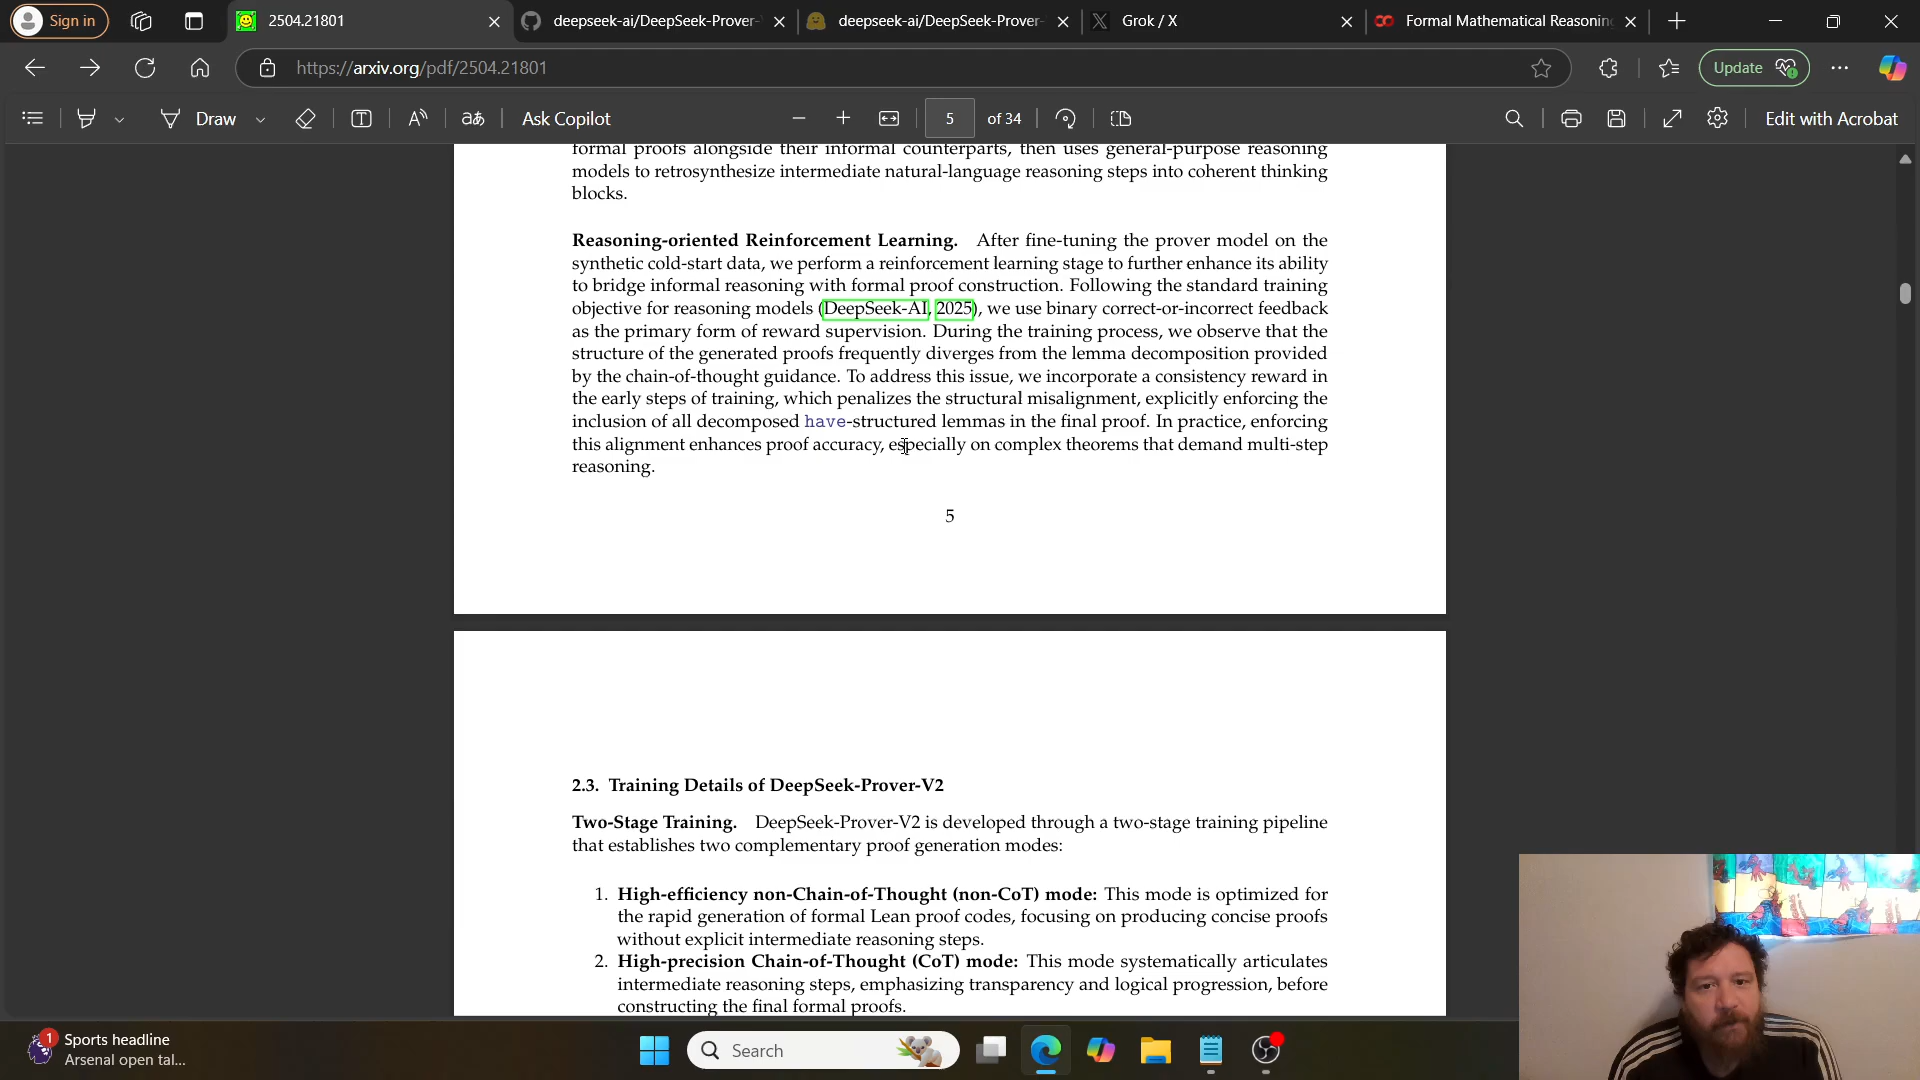 Sign in
2504.21801
deepseek-ai/DeepSeek-Prover-
deepseek-ai/DeepSeek-Prover-
Grok / X
Formal Mathematical Reasoning
https://arxiv.org/pdf/2504.21801
Update
Draw
aあ
Ask Copilot
5 of 34
Edit with Acrobat
formal proofs alongside their informal counterparts, then uses general-purpose reasoning
models to retrosynthesize intermediate natural-language reasoning steps into coherent thinking
blocks.
Reasoning-oriented Reinforcement Learning. After fine-tuning the prover model on the
synthetic cold-start data, we perform a reinforcement learning stage to further enhance its ability
to bridge informal reasoning with formal proof construction. Following the standard training
objective for reasoning models (DeepSeek-AI, 2025), we use binary correct-or-incorrect feedback
as the primary form of reward supervision. During the training process, we observe that the
structure of the generated proofs frequently diverges from the lemma decomposition provided
by the chain-of-thought guidance. To address this issue, we incorporate a consistency reward in
the early steps of training, which penalizes the structural misalignment, explicitly enforcing the
inclusion of all decomposed have-structured lemmas in the final proof. In practice, enforcing
this alignment enhances proof accuracy, especially on complex theorems that demand multi-step
reasoning.
5
2.3. Training Details of DeepSeek-Prover-V2
Two-Stage Training. DeepSeek-Prover-V2 is developed through a two-stage training pipeline
that establishes two complementary proof generation modes:
1. High-efficiency non-Chain-of-Thought (non-CoT) mode: This mode is optimized for
the rapid generation of formal Lean proof codes, focusing on producing concise proofs
without explicit intermediate reasoning steps.
2. High-precision Chain-of-Thought (CoT) mode: This mode systematically articulates
intermediate reasoning steps, emphasizing transparency and logical progression, before
constructing the final formal proofs.
1
Sports headline
Arsenal open tal...
Search